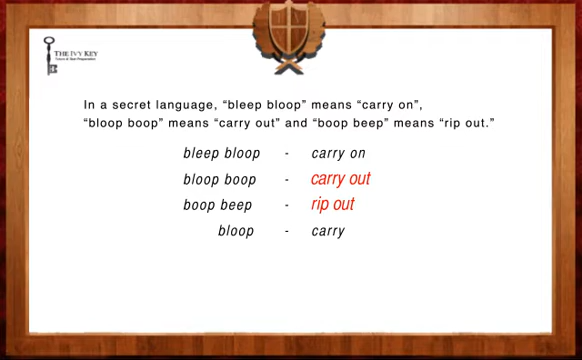 THE IVY KEY
In a secret language, “bleep bloop” means “carry on”,
“bloop boop” means “carry out” and “boop beep” means “rip out.”
bleep bloop - carry on
bloop boop - carry out
boop beep - rip out
bloop - carry